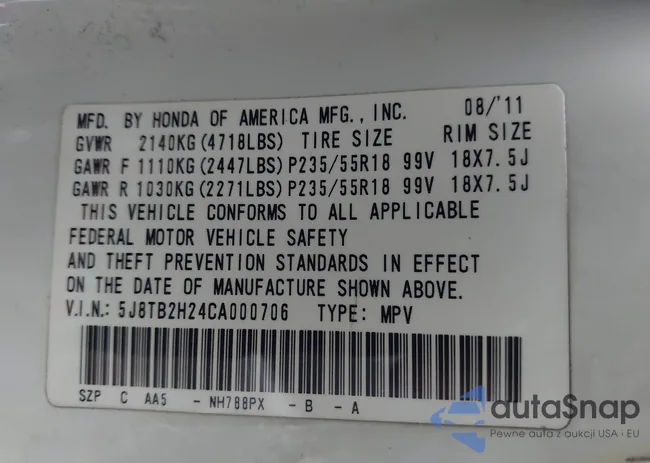 MFD. BY HONDA OF AMERICA MFG., INC. 08/'11
GVWR 2140KG(4718LBS) TIRE SIZE RIM SIZE
GAWR F 1110KG(2447LBS)P235/55R18 99V 18X7.5J
GAWR R 1030KG(2271LBS)P235/55R18 99V 18X7.5J
THIS VEHICLE CONFORMS TO ALL APPLICABLE
FEDERAL MOTOR VEHICLE SAFETY
AND THEFT PREVENTION STANDARDS IN EFFECT
ON THE DATE OF MANUFACTURE SHOWN ABOVE.
V.I.N.: 5J8TB2H24CA000706 TYPE: MPV
SZP C AA5 - NH788PX - B - A
autaSnap
Pewne auta z aukcji USA i EU